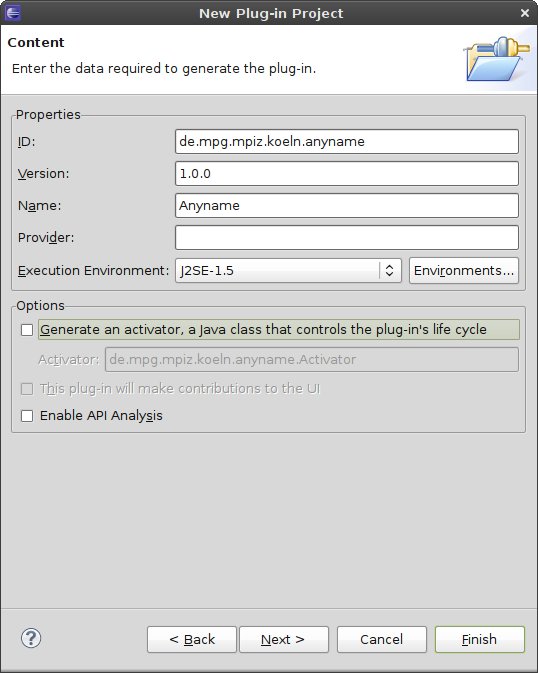 New Plug-in Project
Content
Enter the data required to generate the plug-in.
Properties
ID: de.mpg.mpiz.koeln.anyname
Version: 1.0.0
Name: Anyname
Provider:
Execution Environment: J2SE-1.5 Environments...
Options
Generate an activator, a Java class that controls the plug-in's life cycle
Activator: de.mpg.mpiz.koeln.anyname.Activator
This plug-in will make contributions to the UI
Enable API Analysis
? < Back Next > Cancel Finish